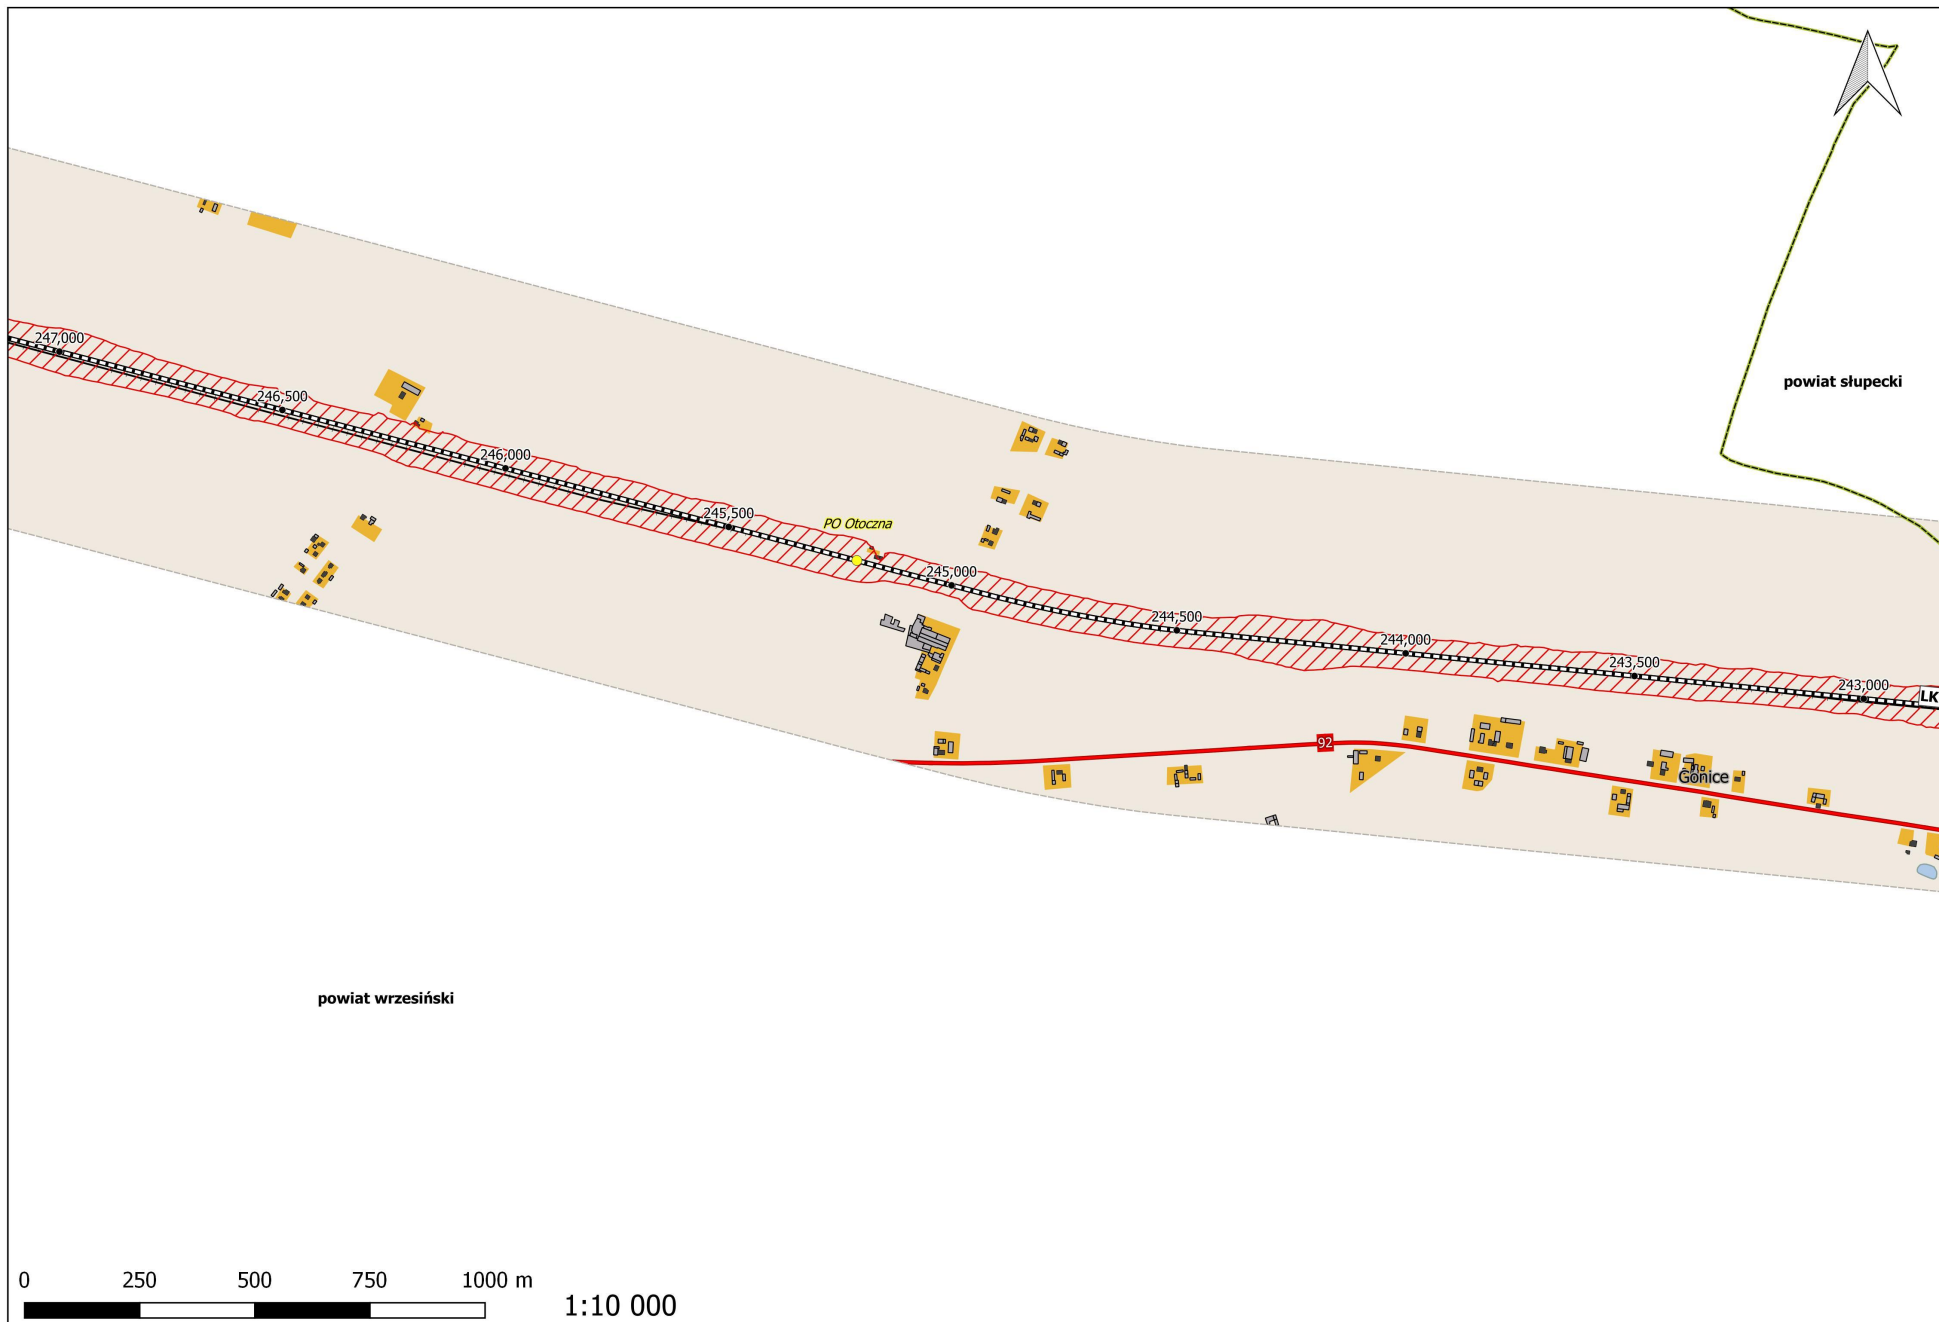 powiat słupecki
247,000
246,500
246,000
245,500
PO Otoczna
245,000
244,500
244,000
243,500
243,000
LK
92
Gonice
powiat wrzesiński
0 250 500 750 1000 m
1:10 000